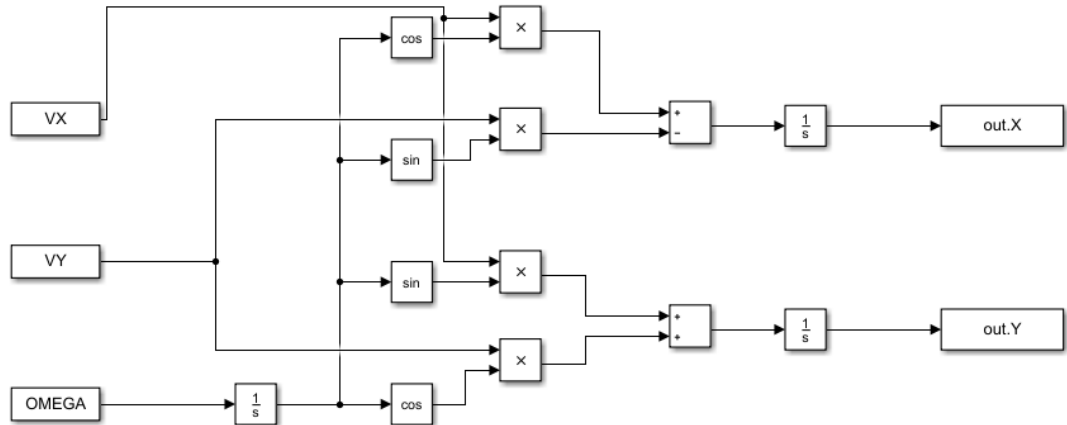 cos
×
VX
×
+
−
1
s
out.X
sin
VY
×
sin
+
+
1
s
out.Y
×
OMEGA
1
s
cos